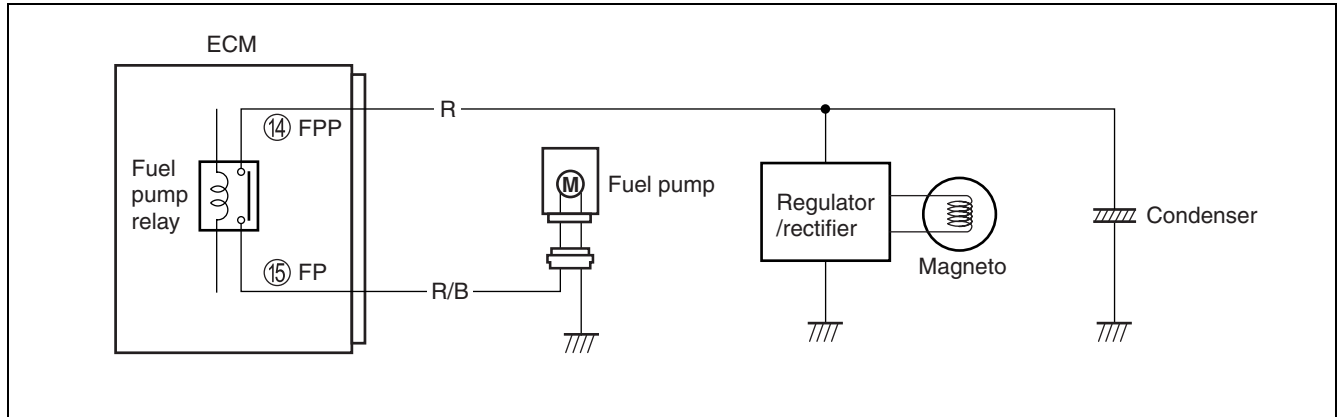 ECM
R
⑭ FPP
Fuel
pump
relay
M
Fuel pump
Regulator
/rectifier
Magneto
Condenser
⑮ FP
R/B